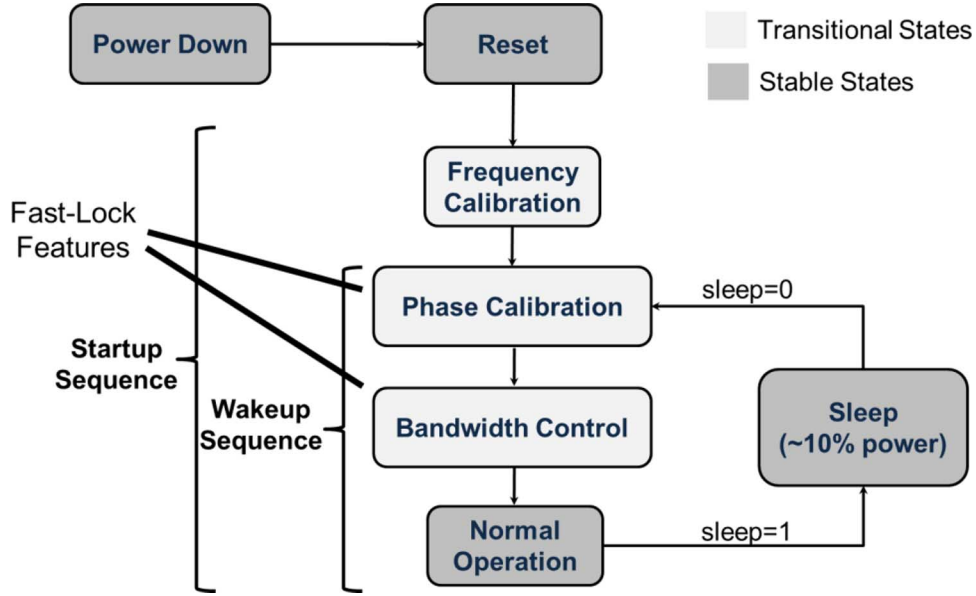 Power Down
Reset
Transitional States
Stable States
Frequency
Calibration
Fast-Lock
Features
Phase Calibration
sleep=0
Startup
Sequence
Wakeup
Sequence
Bandwidth Control
Sleep
(~10% power)
Normal
Operation
sleep=1